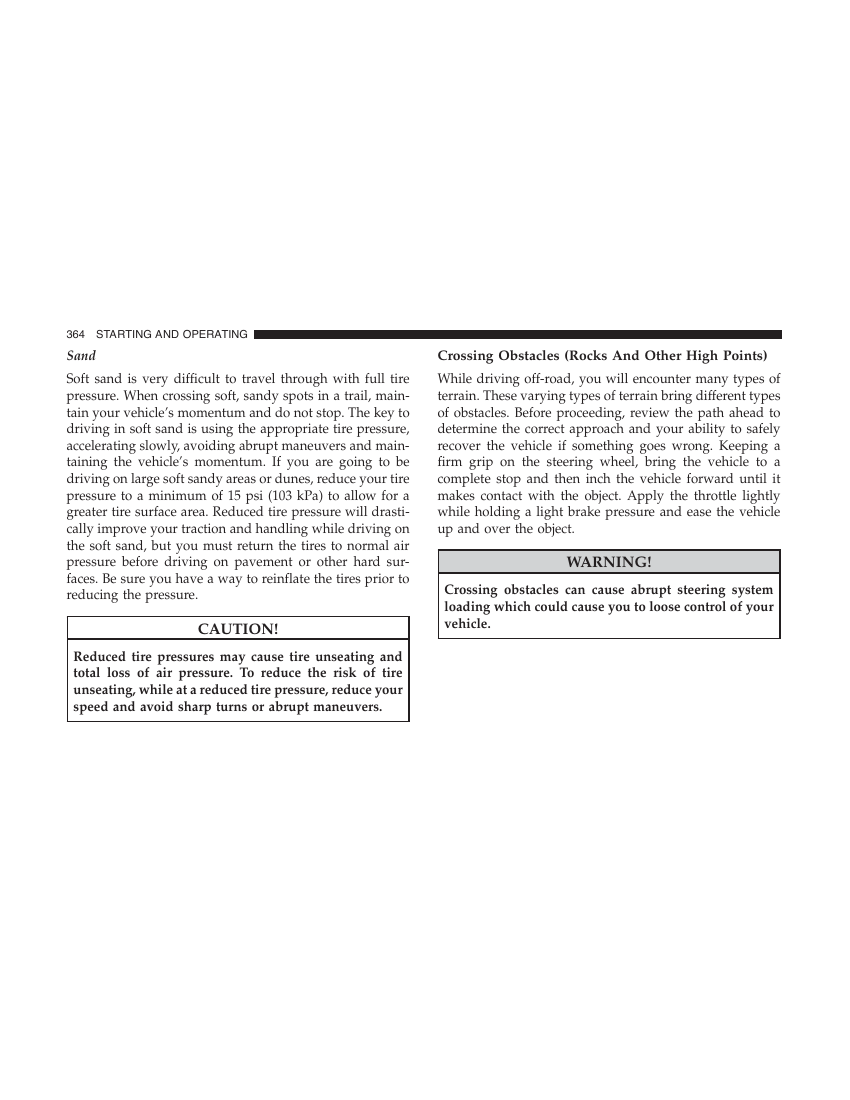 364 STARTING AND OPERATING
Sand
Soft sand is very difficult to travel through with full tire
pressure. When crossing soft, sandy spots in a trail, main-
tain your vehicle’s momentum and do not stop. The key to
driving in soft sand is using the appropriate tire pressure,
accelerating slowly, avoiding abrupt maneuvers and main-
taining the vehicle’s momentum. If you are going to be
driving on large soft sandy areas or dunes, reduce your tire
pressure to a minimum of 15 psi (103 kPa) to allow for a
greater tire surface area. Reduced tire pressure will drasti-
cally improve your traction and handling while driving on
the soft sand, but you must return the tires to normal air
pressure before driving on pavement or other hard sur-
faces. Be sure you have a way to reinflate the tires prior to
reducing the pressure.
CAUTION!
Reduced tire pressures may cause tire unseating and
total loss of air pressure. To reduce the risk of tire
unseating, while at a reduced tire pressure, reduce your
speed and avoid sharp turns or abrupt maneuvers.
Crossing Obstacles (Rocks And Other High Points)
While driving off-road, you will encounter many types of
terrain. These varying types of terrain bring different types
of obstacles. Before proceeding, review the path ahead to
determine the correct approach and your ability to safely
recover the vehicle if something goes wrong. Keeping a
firm grip on the steering wheel, bring the vehicle to a
complete stop and then inch the vehicle forward until it
makes contact with the object. Apply the throttle lightly
while holding a light brake pressure and ease the vehicle
up and over the object.
WARNING!
Crossing obstacles can cause abrupt steering system
loading which could cause you to loose control of your
vehicle.